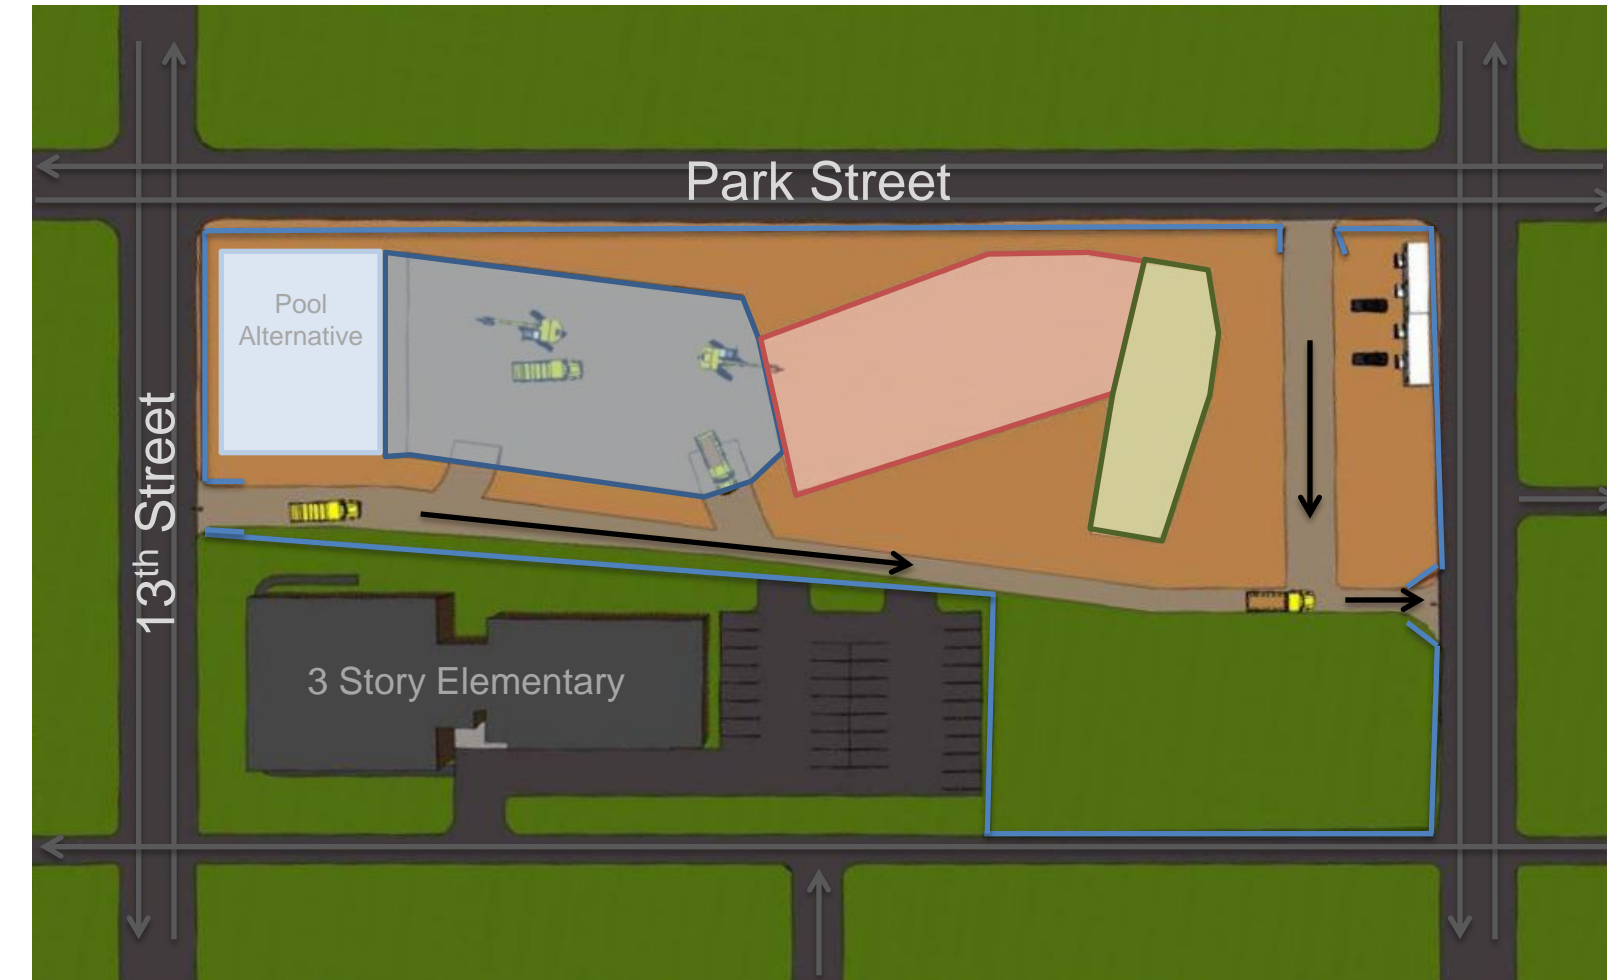 Park Street
Pool
Alternative
13th Street
3 Story Elementary